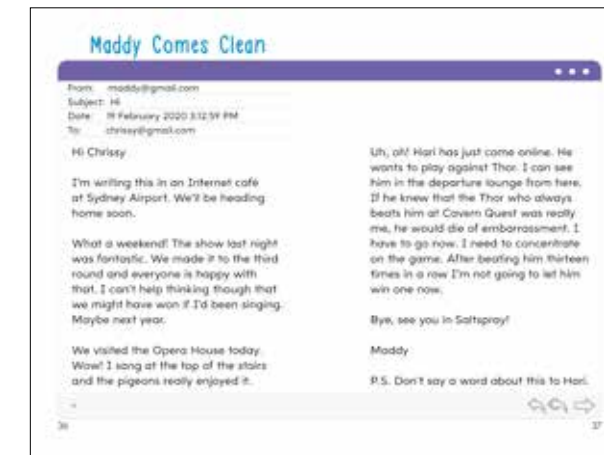 Maddy Comes Clean
From: maddy@gmail.com
Subject: Hi
Date: 19 February 2020 3:12:59 PM
To: chrissy@gmail.com
Hi Chrissy
I'm writing this in an Internet café
at Sydney Airport. We'll be heading
home soon.
What a weekend! The show last night
was fantastic. We made it to the third
round and everyone is happy with
that. I can't help thinking though that
we might have won if I'd been singing.
Maybe next year.
We visited the Opera House today.
Wow! I sang at the top of the stairs
and the pigeons really enjoyed it.
36
Uh, oh! Hari has just come online. He
wants to play against Thor. I can see
him in the departure lounge from here.
If he knew that the Thor who always
beats him at Cavern Quest was really
me, he would die of embarrassment. I
have to go now. I need to concentrate
on the game. After beating him thirteen
times in a row I'm not going to let him
win one now.
Bye, see you in Saltspray!
Maddy
P.S. Don't say a word about this to Hari.
37